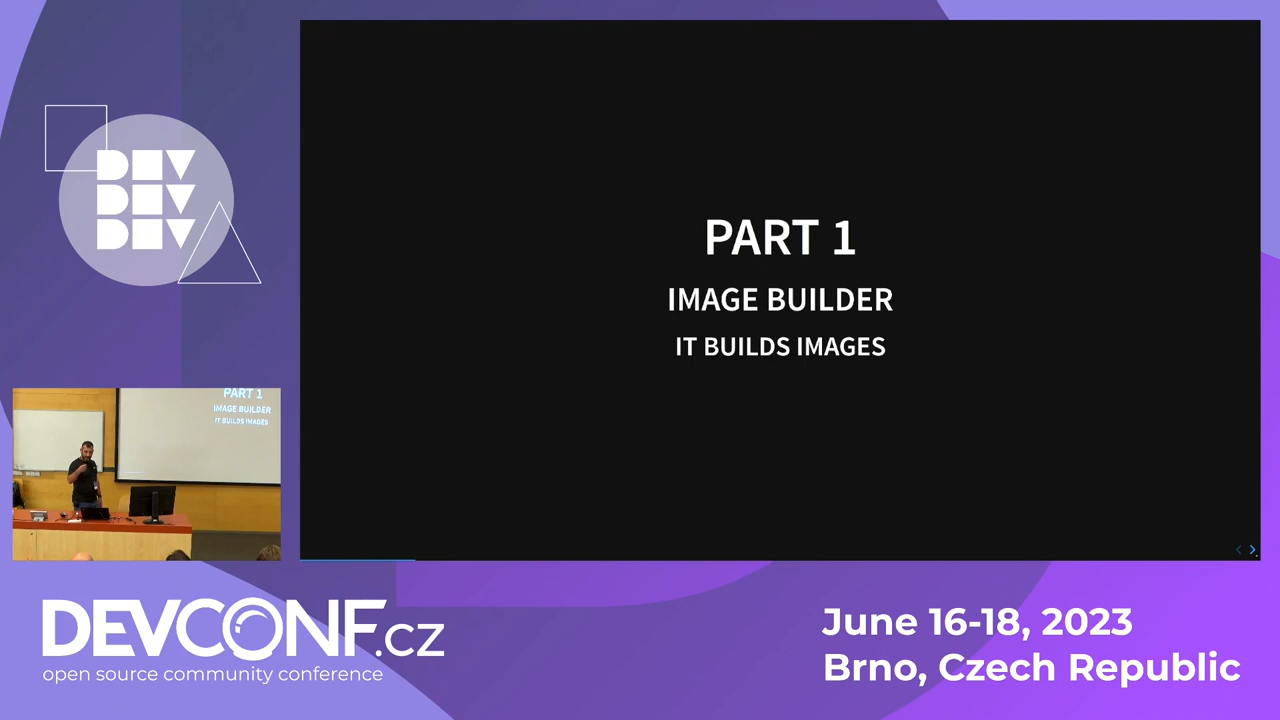 DEV
DEV
DEV
PART 1
IMAGE BUILDER
IT BUILDS IMAGES
PART 1
IMAGE BUILDER
IT BUILDS IMAGES
DEVCONF.cz
open source community conference
June 16-18, 2023
Brno, Czech Republic